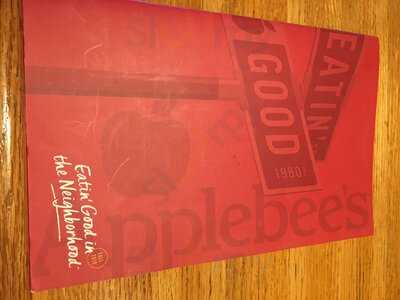 EATIN'
GOOD
1980
Applebee's
Eatin' Good in
the Neighborhood